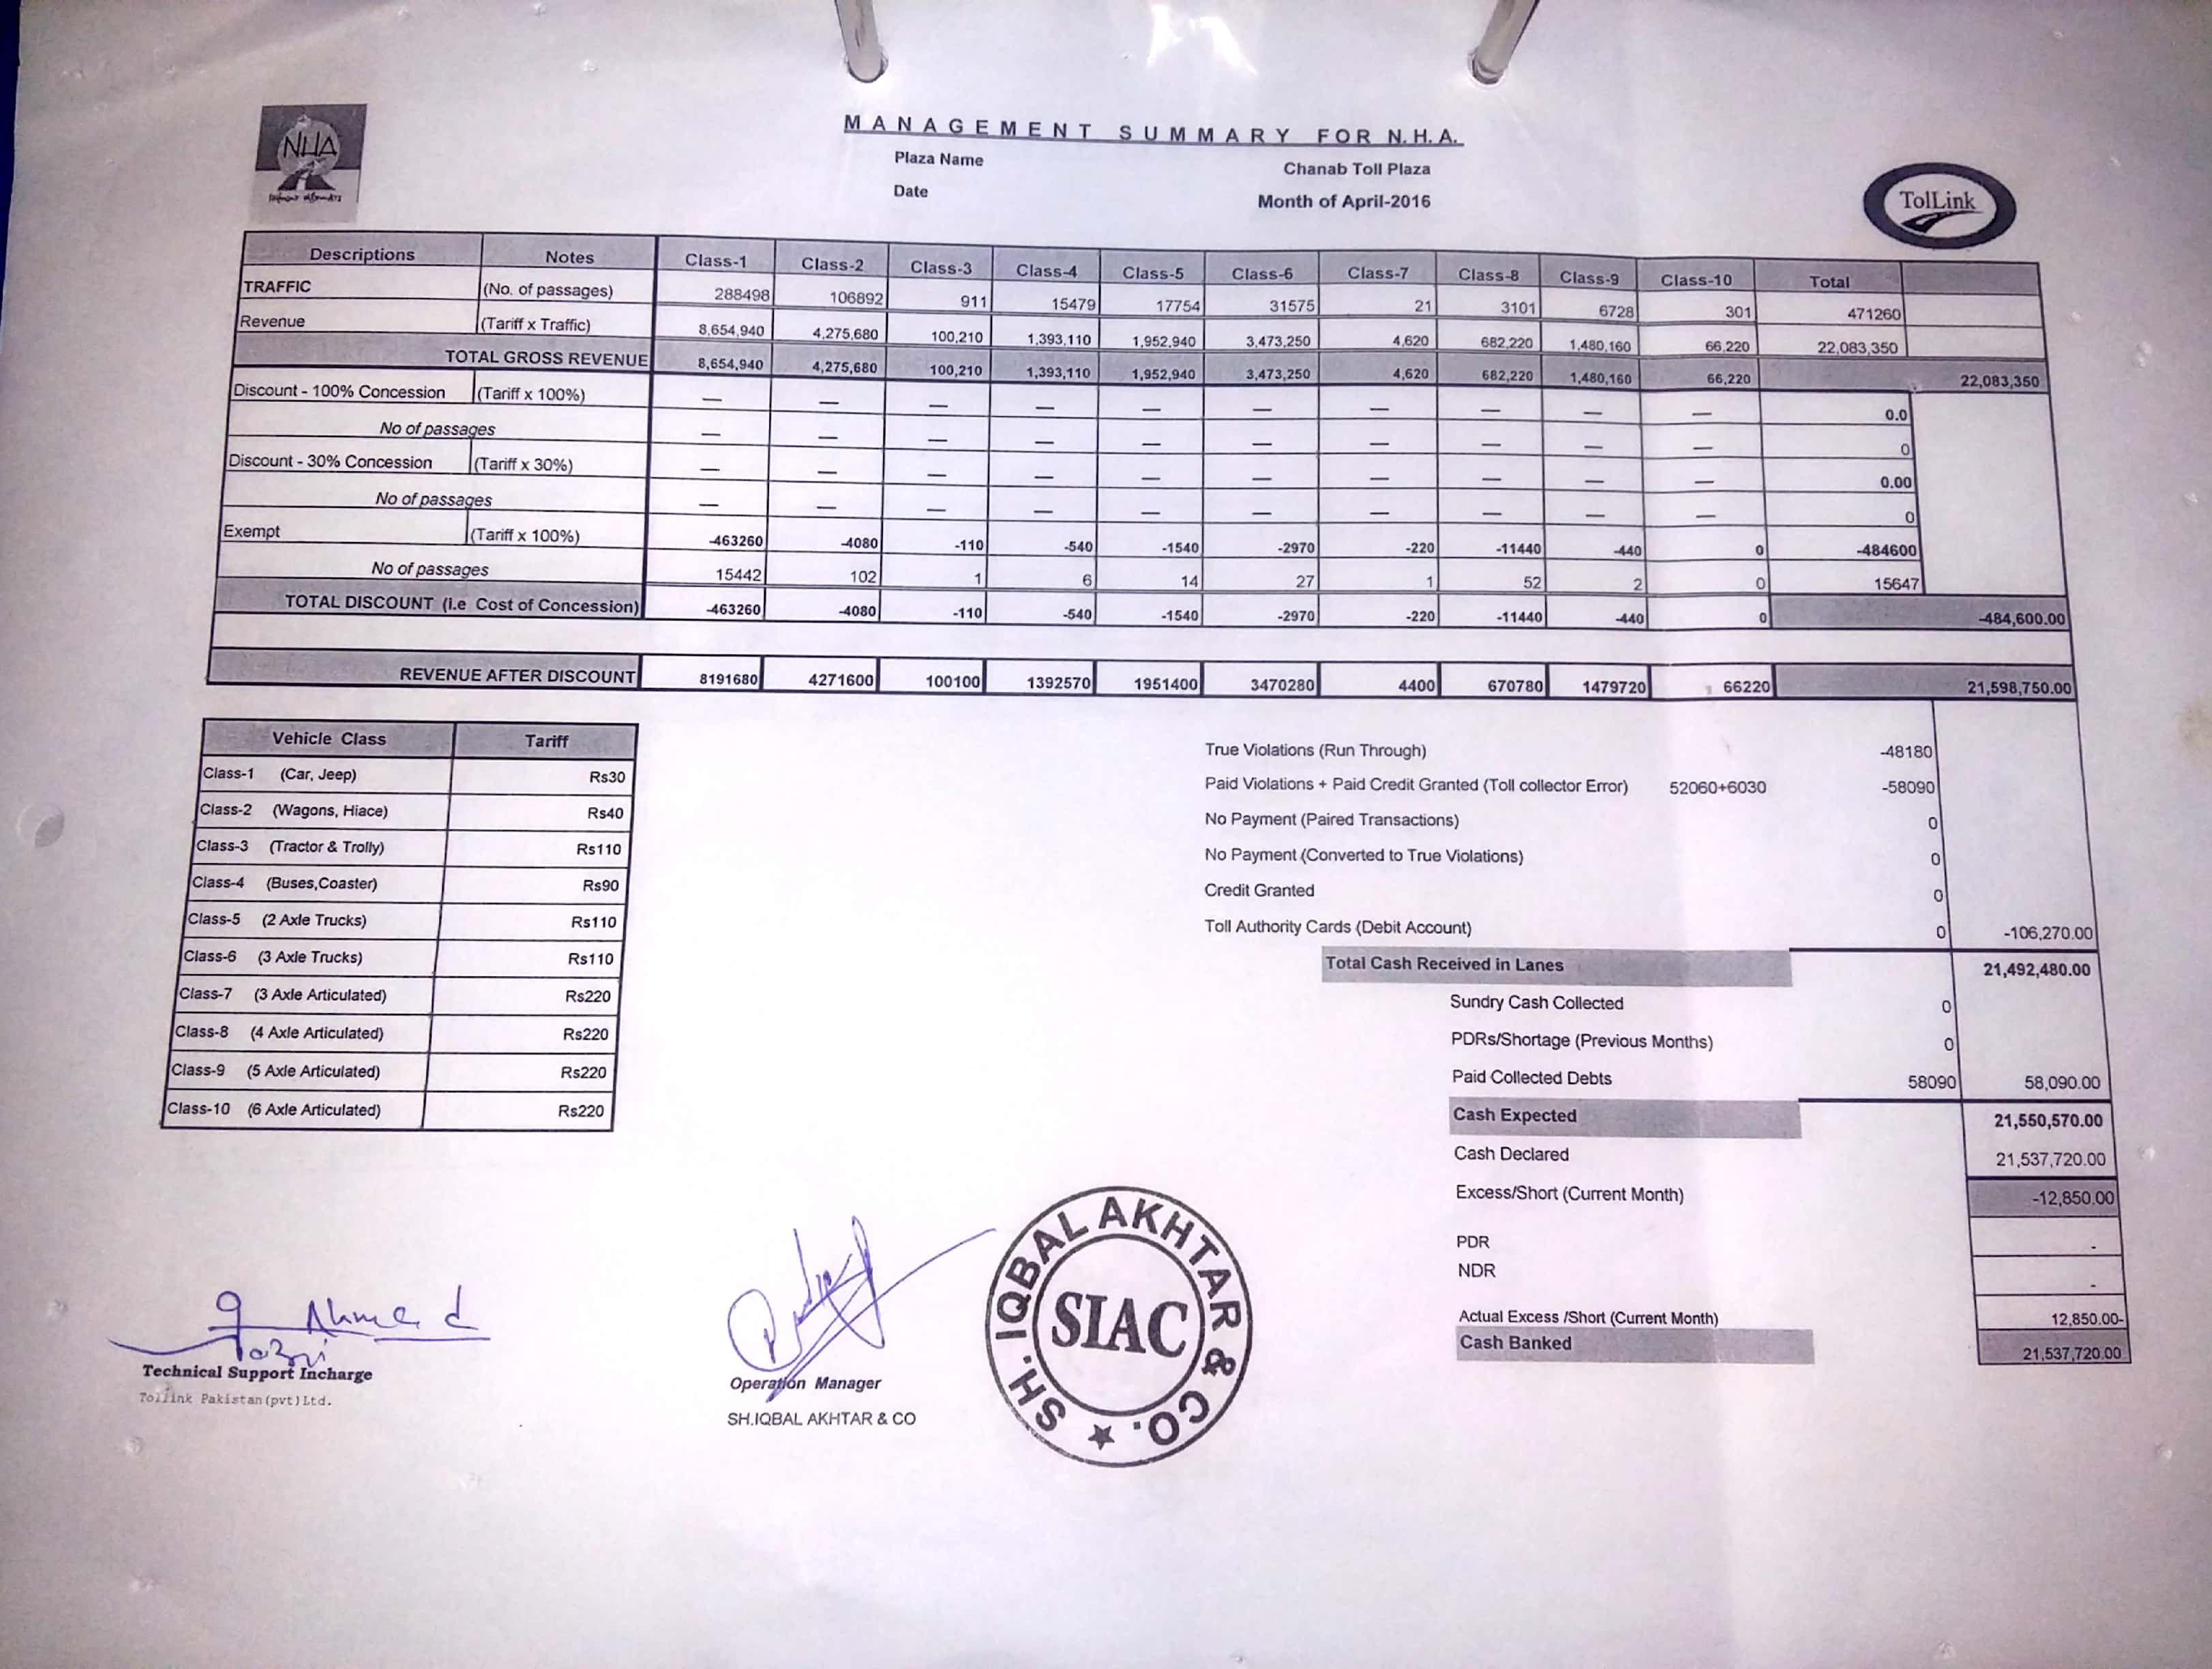 NHA
MANAGEMENT SUMMARY FOR N.H.A.
Plaza Name Chanab Toll Plaza
Date Month of April-2016
TolLink
Descriptions Notes Class-1 Class-2 Class-3 Class-4 Class-5 Class-6 Class-7 Class-8 Class-9 Class-10 Total
TRAFFIC (No. of passages) 288498 106892 911 15479 17754 31575 21 3101 6728 301 471260
Revenue (Tariff x Traffic) 8,654,940 4,275,680 100,210 1,393,110 1,952,940 3,473,250 4,620 682,220 1,480,160 66,220 22,083,350
TOTAL GROSS REVENUE 8,654,940 4,275,680 100,210 1,393,110 1,952,940 3,473,250 4,620 682,220 1,480,160 66,220 22,083,350
Discount - 100% Concession (Tariff x 100%) — — — — — — — — — — 0.0
No of passages — — — — — — — — — — 0
Discount - 30% Concession (Tariff x 30%) — — — — — — — — — — 0.00
No of passages — — — — — — — — — — 0
Exempt (Tariff x 100%) -463260 -4080 -110 -540 -1540 -2970 -220 -11440 -440 0 -484600
No of passages 15442 102 1 6 14 27 1 52 2 0 15647
TOTAL DISCOUNT (i.e Cost of Concession) -463260 -4080 -110 -540 -1540 -2970 -220 -11440 -440 0 -484,600.00
REVENUE AFTER DISCOUNT 8191680 4271600 100100 1392570 1951400 3470280 4400 670780 1479720 66220 21,598,750.00
Vehicle Class Tariff
Class-1 (Car, Jeep) Rs30
Class-2 (Wagons, Hiace) Rs40
Class-3 (Tractor & Trolly) Rs110
Class-4 (Buses,Coaster) Rs90
Class-5 (2 Axle Trucks) Rs110
Class-6 (3 Axle Trucks) Rs110
Class-7 (3 Axle Articulated) Rs220
Class-8 (4 Axle Articulated) Rs220
Class-9 (5 Axle Articulated) Rs220
Class-10 (6 Axle Articulated) Rs220
True Violations (Run Through) -48180
Paid Violations + Paid Credit Granted (Toll collector Error) 52060+6030 -58090
No Payment (Paired Transactions) 0
No Payment (Converted to True Violations) 0
Credit Granted 0
Toll Authority Cards (Debit Account) 0 -106,270.00
Total Cash Received in Lanes 21,492,480.00
Sundry Cash Collected 0
PDRs/Shortage (Previous Months) 0
Paid Collected Debts 58090 58,090.00
Cash Expected 21,550,570.00
Cash Declared 21,537,720.00
Excess/Short (Current Month) -12,850.00
PDR -
NDR -
Actual Excess /Short (Current Month) 12,850.00-
Cash Banked 21,537,720.00
Ahmed
Technical Support Incharge
Tollink Pakistan(pvt)Ltd.
Operation Manager
SH.IQBAL AKHTAR & CO
SH. IQBAL AKHTAR & CO. ★
SIAC